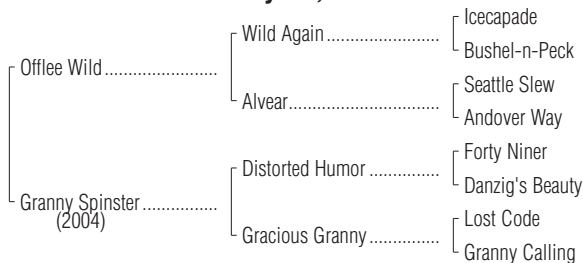 Icecapade
Wild Again
Bushel-n-Peck
Offlee Wild
Seattle Slew
Alvear
Andover Way
Forty Niner
Distorted Humor
Danzig's Beauty
Granny Spinster
(2004)
Lost Code
Gracious Granny
Granny Calling